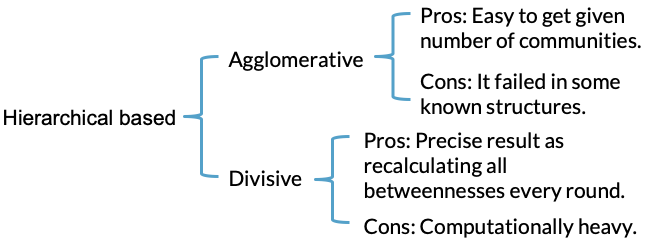 Hierarchical based
Agglomerative
Pros: Easy to get given
number of communities.
Cons: It failed in some
known structures.
Divisive
Pros: Precise result as
recalculating all
betweennesses every round.
Cons: Computationally heavy.